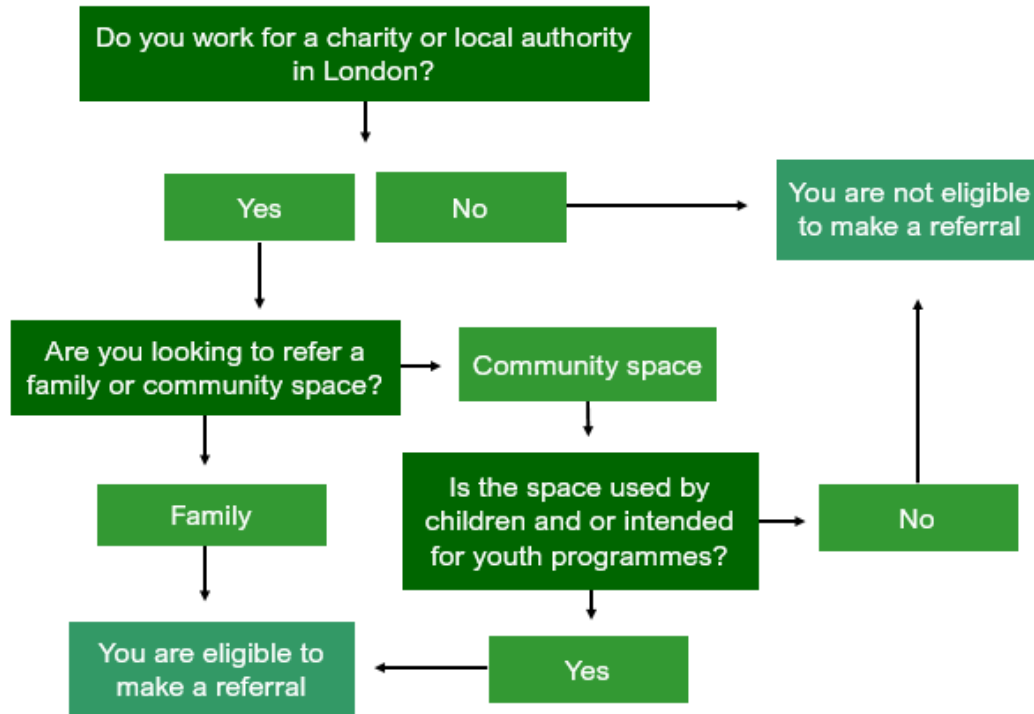 Do you work for a charity or local authority
in London?
Yes
No
You are not eligible
to make a referral
Are you looking to refer a
family or community space?
Community space
Family
Is the space used by
children and or intended
for youth programmes?
No
You are eligible to
make a referral
Yes